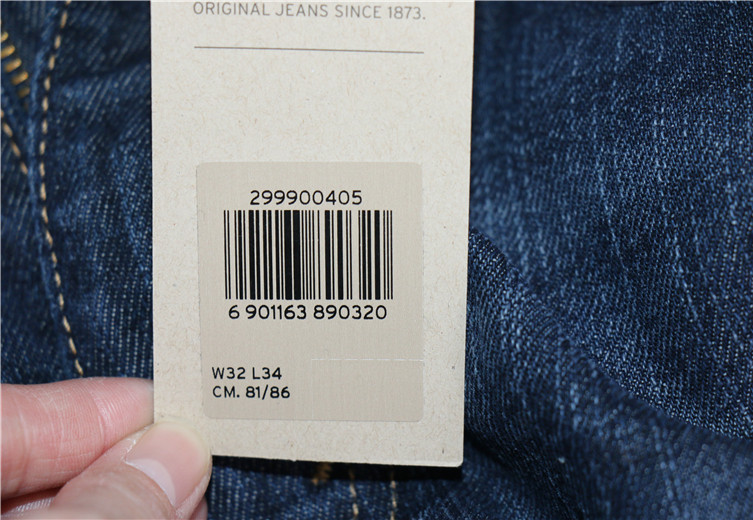 ORIGINAL JEANS SINCE 1873.
299900405
6 901163 890320
W32 L34
CM. 81/86